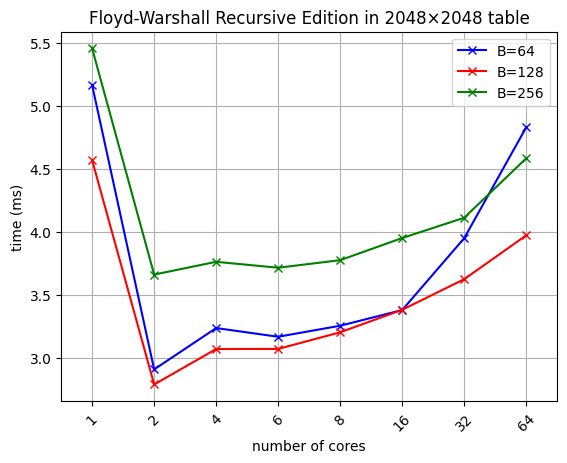 Floyd-Warshall Recursive Edition in 2048×2048 table
B=64
B=128
B=256
time (ms)
5.5
5.0
4.5
4.0
3.5
3.0
1
2
4
6
8
16
32
64
number of cores